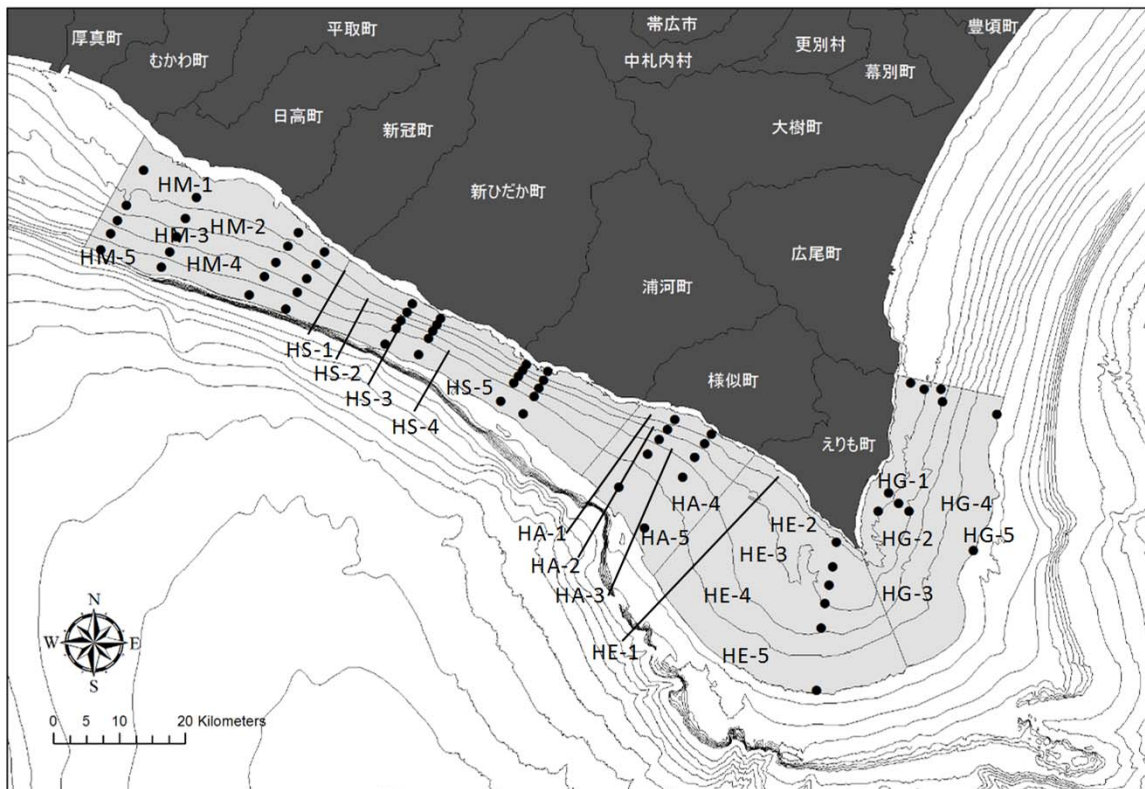 帯広市
豊頃町
平取町
更別村
厚真町
むかわ町
中札内村
幕別町
日高町
新冠町
大樹町
新ひだか町
広尾町
浦河町
様似町
えりも町
HM-1
HM-2
HM-3
HM-4
HM-5
HS-1
HS-2
HS-3
HS-4
HS-5
HA-1
HA-2
HA-3
HA-4
HA-5
HE-1
HE-2
HE-3
HE-4
HE-5
HG-1
HG-2
HG-3
HG-4
HG-5
N
W E
S
0 5 10 20 Kilometers